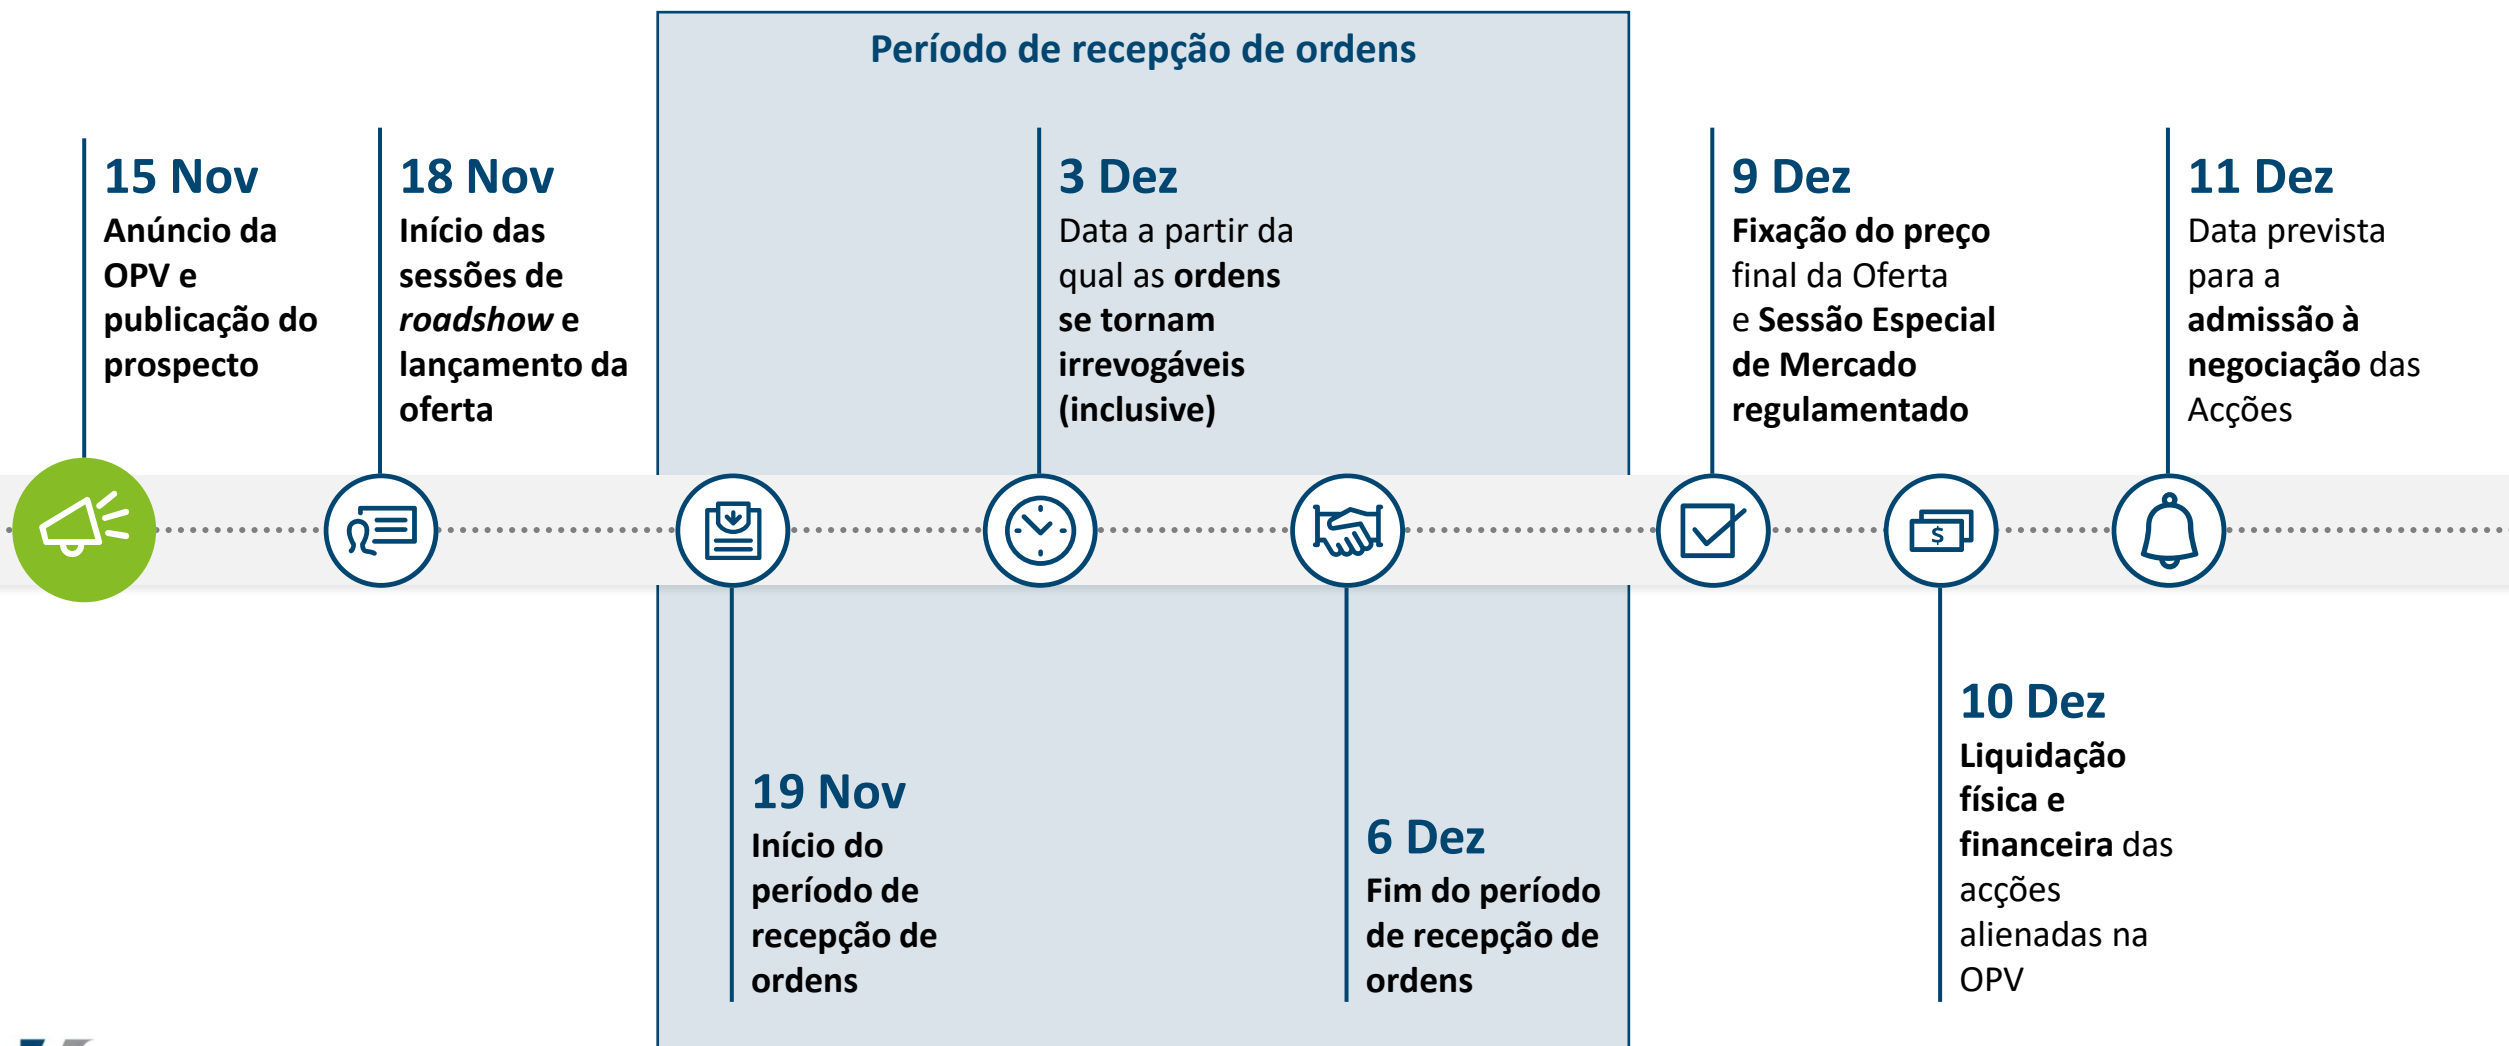 Período de recepção de ordens
15 Nov
Anúncio da
OPV e
publicação do
prospecto
18 Nov
Início das
sessões de
roadshow e
lançamento da
oferta
19 Nov
Início do
período de
recepção de
ordens
3 Dez
Data a partir da
qual as ordens
se tornam
irrevogáveis
(inclusive)
6 Dez
Fim do período
de recepção de
ordens
9 Dez
Fixação do preço
final da Oferta
e Sessão Especial
de Mercado
regulamentado
$
10 Dez
Liquidação
física e
financeira das
acções
alienadas na
OPV
11 Dez
Data prevista
para a
admissão à
negociação das
Acções